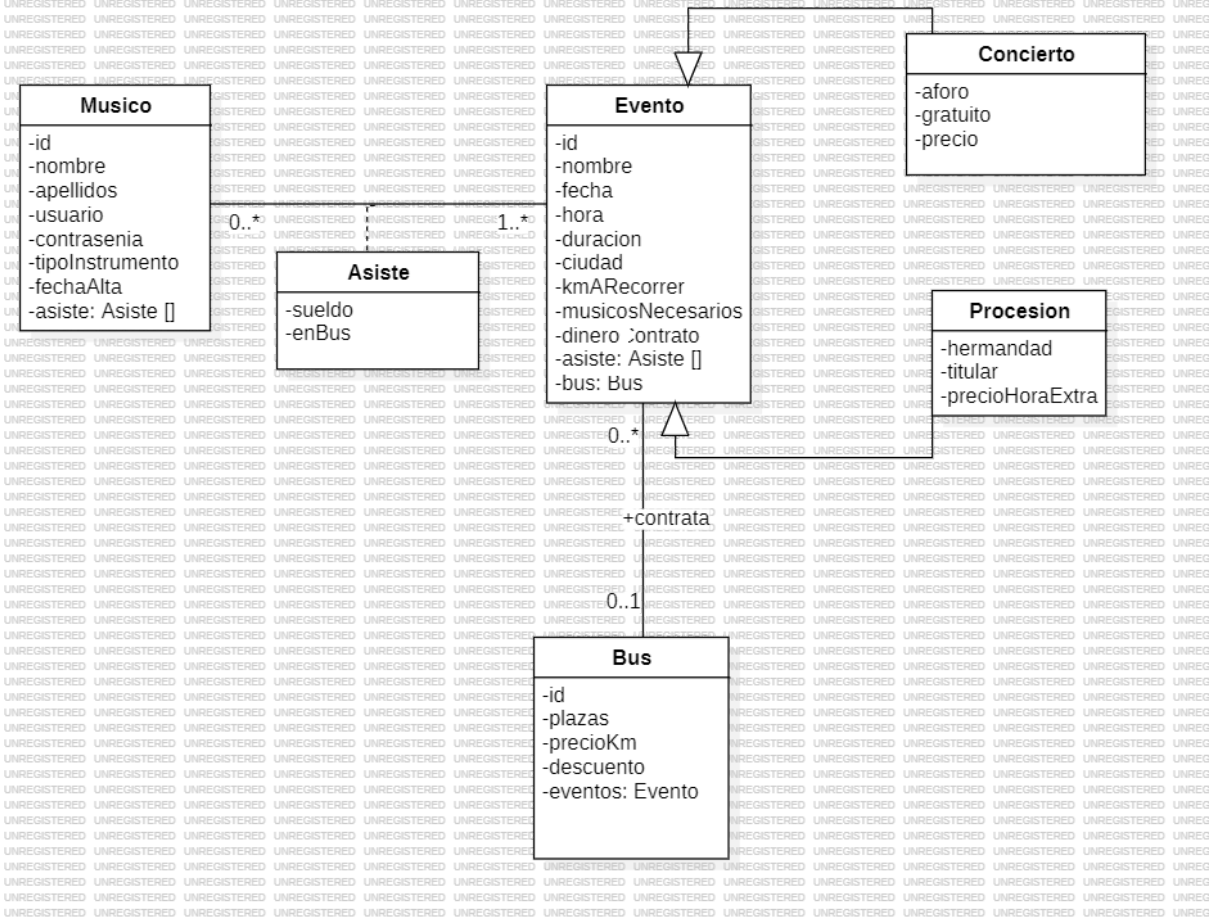 Concierto
-aforo
-gratuito
-precio
Musico
-id
-nombre
-apellidos
-usuario
-contrasenia
-tipoInstrumento
-fechaAlta
-asiste: Asiste []
Evento
-id
-nombre
-fecha
-hora
-duracion
-ciudad
-kmARecorrer
-musicosNecesarios
-dinero Contrato
-asiste: Asiste []
-bus: Bus
0..*
1..*
Asiste
-sueldo
-enBus
Procesion
-hermandad
-titular
-precioHoraExtra
0..*
+contrata
0..1
Bus
-id
-plazas
-precioKm
-descuento
-eventos: Evento
UNREGISTERED